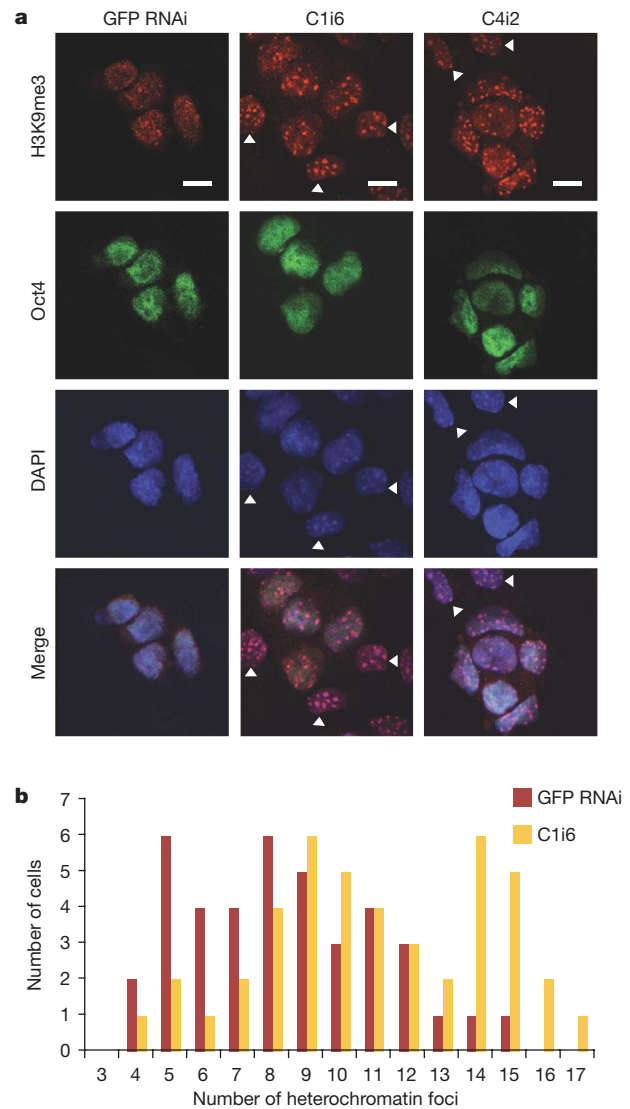 a
GFP RNAi C1i6 C4i2
H3K9me3
Oct4
DAPI
Merge
b
7
6
5
4
3
2
1
0
Number of cells
GFP RNAi
C1i6
3 4 5 6 7 8 9 10 11 12 13 14 15 16 17
Number of heterochromatin foci